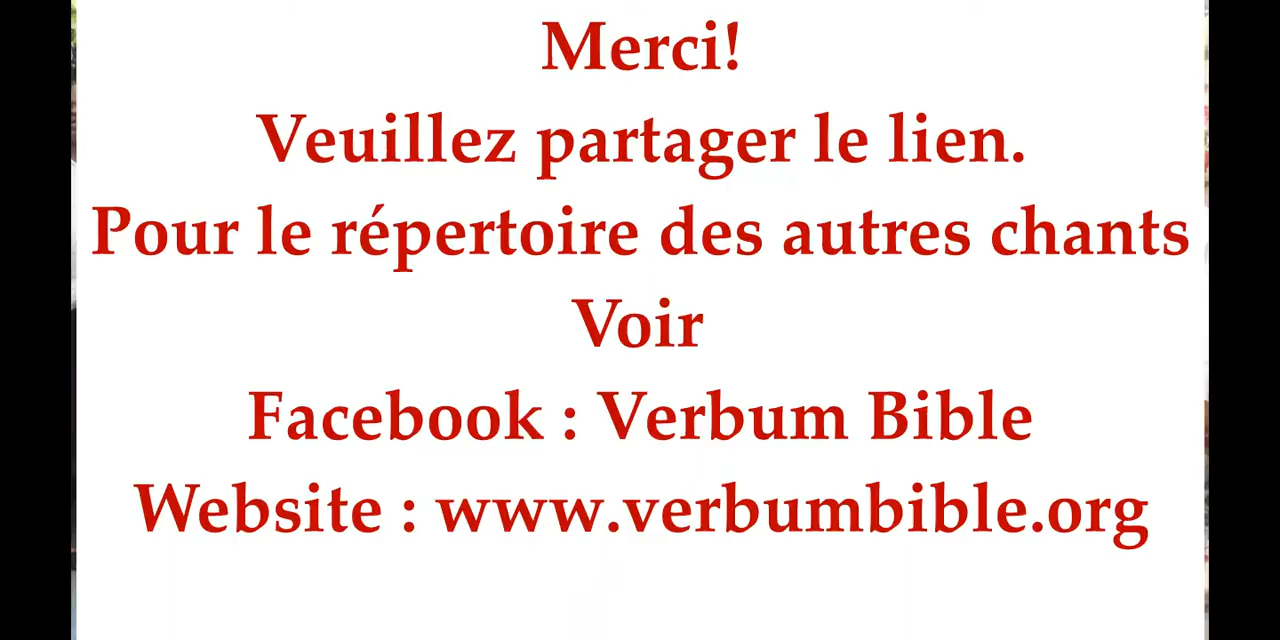 Merci!
Veuillez partager le lien.
Pour le répertoire des autres chants
Voir
Facebook : Verbum Bible
Website : www.verbumbible.org